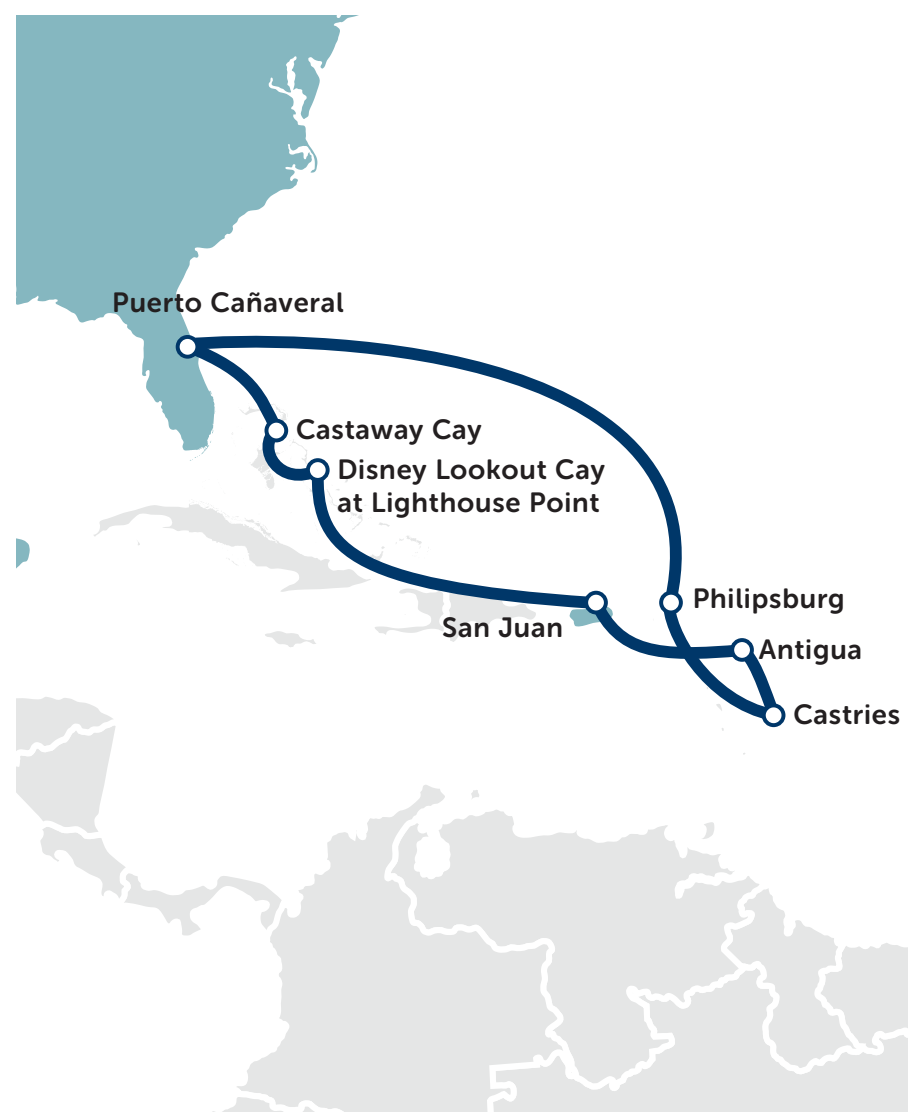 Puerto Cañaveral
Castaway Cay
Disney Lookout Cay
at Lighthouse Point
Philipsburg
San Juan
Antigua
Castries